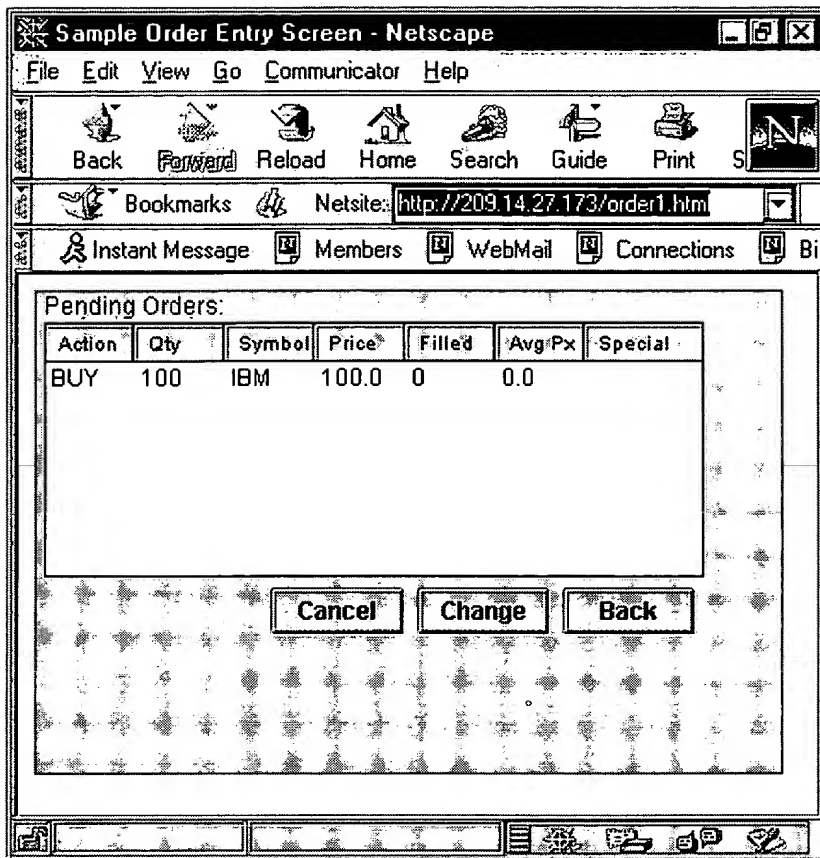 Sample Order Entry Screen - Netscape
File Edit View Go Communicator Help
Back Forward Reload Home Search Guide Print S N
Bookmarks Netsite: http://209.14.27.173/order1.htm
Instant Message N Members N WebMail N Connections N Bi
Pending Orders:
Action Qty Symbol Price Filled Avg Px Special
BUY 100 IBM 100.0 0 0.0
Cancel Change Back